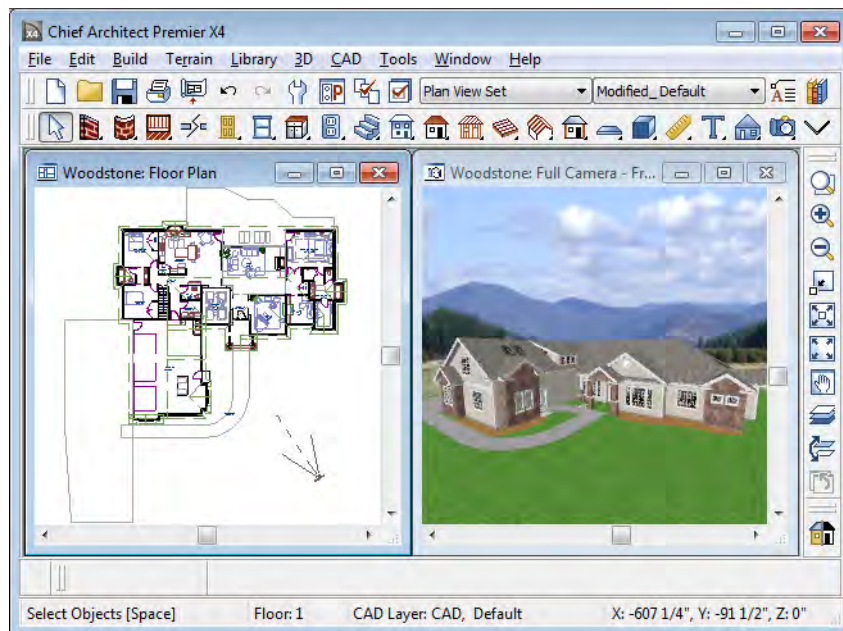 X4 Chief Architect Premier X4
File Edit Build Terrain Library 3D CAD Tools Window Help
Plan View Set Modified_Default
Woodstone: Floor Plan
Woodstone: Full Camera - Fr...
Select Objects [Space] Floor: 1 CAD Layer: CAD, Default X: -607 1/4", Y: -91 1/2", Z: 0"